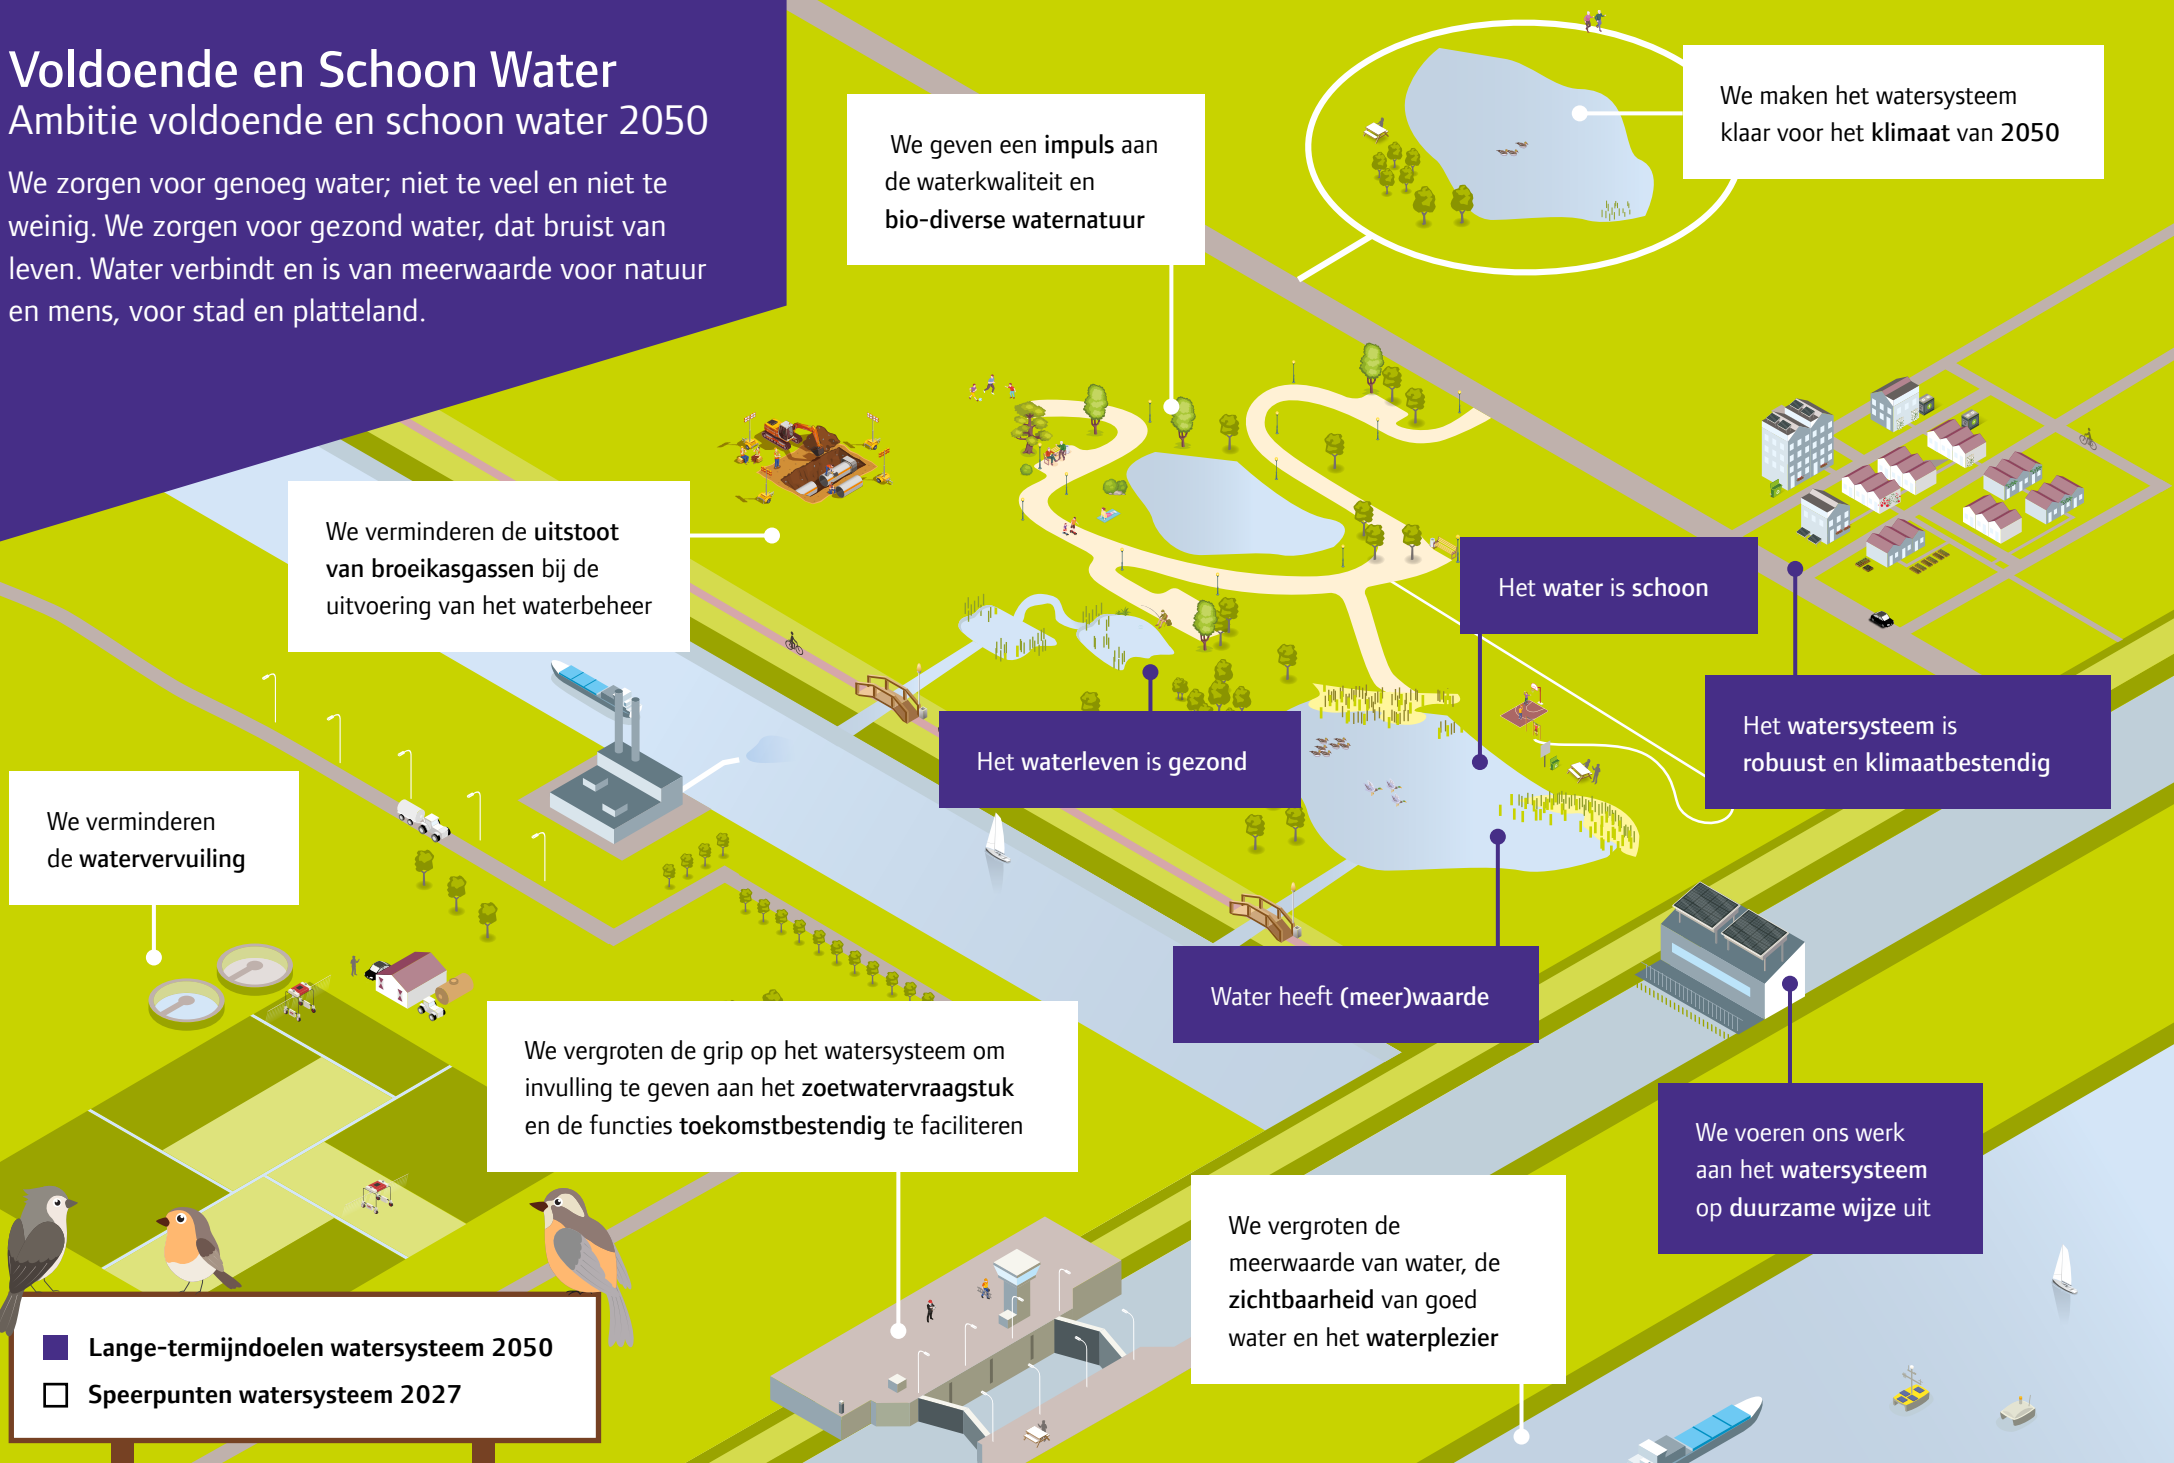 Voldoende en Schoon Water
Ambitie voldoende en schoon water 2050
We zorgen voor genoeg water; niet te veel en niet te
weinig. We zorgen voor gezond water, dat bruist van
leven. Water verbindt en is van meerwaarde voor natuur
en mens, voor stad en platteland.
We geven een impuls aan
de waterkwaliteit en
bio-diverse waternatuur
We maken het watersysteem
klaar voor het klimaat van 2050
We verminderen de uitstoot
van broeikasgassen bij de
uitvoering van het waterbeheer
Het water is schoon
Het watersysteem is
robuust en klimaatbestendig
Het waterleven is gezond
We verminderen
de watervervuiling
Water heeft (meer)waarde
We vergroten de grip op het watersysteem om
invulling te geven aan het zoetwatervraagstuk
en de functies toekomstbestendig te faciliteren
We voeren ons werk
aan het watersysteem
op duurzame wijze uit
We vergroten de
meerwaarde van water, de
zichtbaarheid van goed
water en het waterplezier
Lange-termijndoelen watersysteem 2050
Speerpunten watersysteem 2027